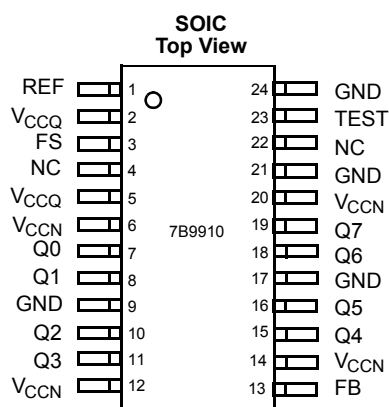 SOIC
Top View
REF 1 24 GND
VCCQ 2 23 TEST
FS 3 22 NC
NC 4 21 GND
VCCQ 5 20 VCCN
VCCN 6 7B9910 19 Q7
Q0 7 18 Q6
Q1 8 17 GND
GND 9 16 Q5
Q2 10 15 Q4
Q3 11 14 VCCN
VCCN 12 13 FB